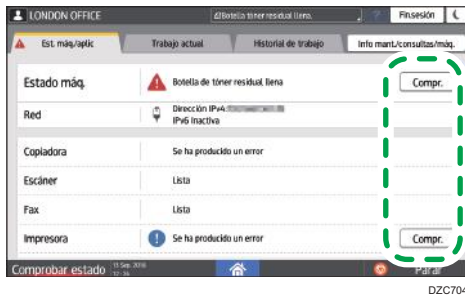 LONDON OFFICE
Botella tóner residual llena.
Fin.sesión
Est. máq/aplic
Trabajo actual
Historial de trabajo
Info mant./consultas/máq.
Estado máq.
Botella de tóner residual llena
Compr.
Red
Dirección IPv4:
IPv6 Inactiva
Copiadora
Se ha producido un error
Escáner
Lista
Fax
Lista
Impresora
Se ha producido un error
Compr.
Comprobar estado
Parar
DZC704